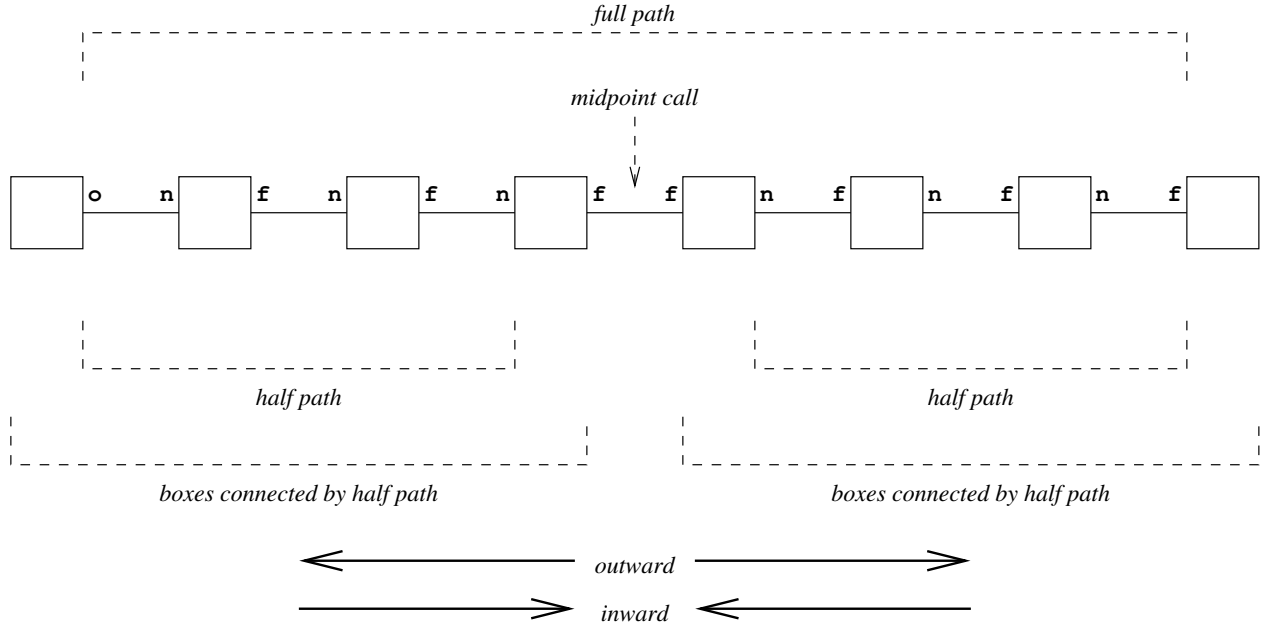 full path
midpoint call
o n f n f n f f n f n f n f
half path half path
boxes connected by half path boxes connected by half path
outward
inward